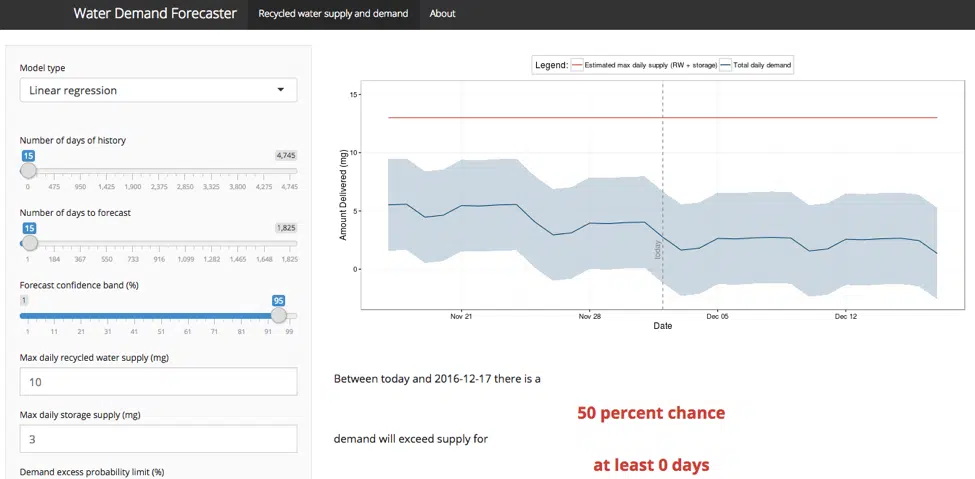 Water Demand Forecaster
Recycled water supply and demand
About
Model type
Linear regression
Number of days of history
15
4,745
0 475 950 1,425 1,900 2,375 2,850 3,325 3,800 4,275 4,745
Number of days to forecast
15
1,825
1 184 367 550 733 916 1,099 1,282 1,465 1,648 1,825
Forecast confidence band (%)
1
95
1 11 21 31 41 51 61 71 81 91 99
Max daily recycled water supply (mg)
10
Max daily storage supply (mg)
3
Demand excess probability limit (%)
Legend: Estimated max daily supply (RW + storage) Total daily demand
Amount Delivered (mg)
15
10
5
0
today
Nov 21 Nov 28 Dec 05 Dec 12
Date
Between today and 2016-12-17 there is a
50 percent chance
demand will exceed supply for
at least 0 days